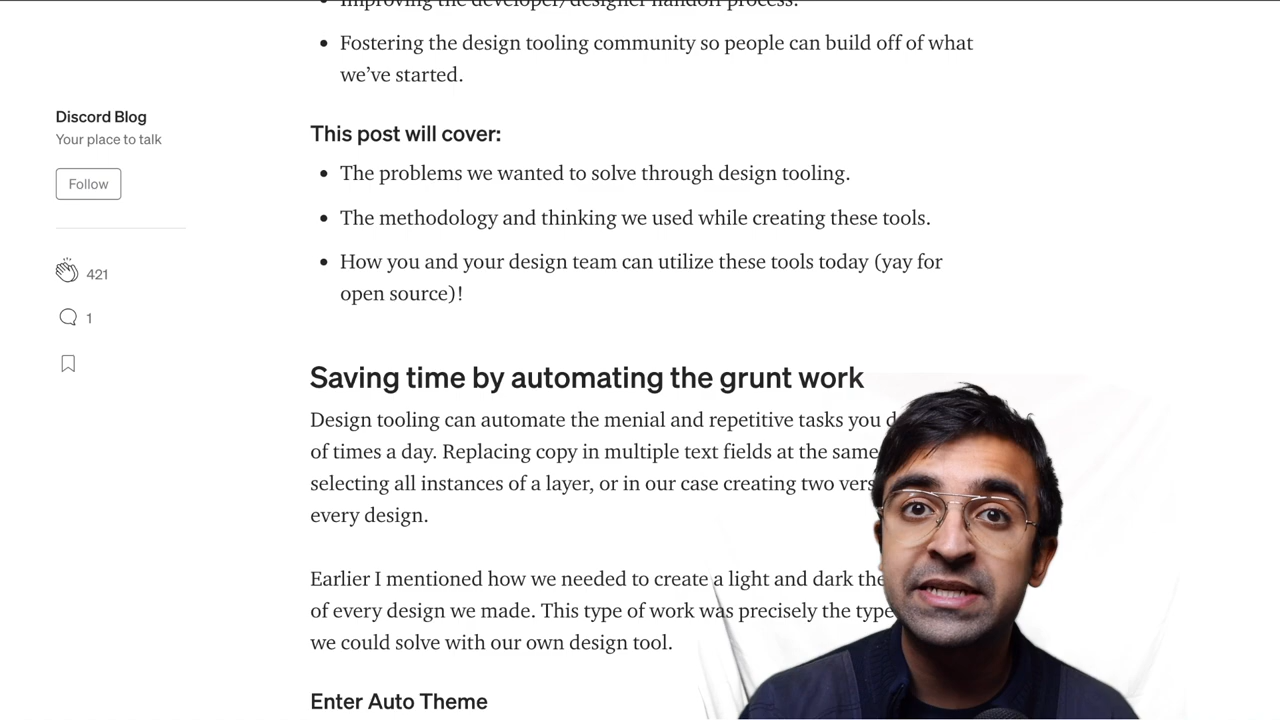 Improving the developer/designer handoff process.
Fostering the design tooling community so people can build off of what
we’ve started.
Discord Blog
Your place to talk
Follow
421
1
This post will cover:
The problems we wanted to solve through design tooling.
The methodology and thinking we used while creating these tools.
How you and your design team can utilize these tools today (yay for
open source)!
Saving time by automating the grunt work
Design tooling can automate the menial and repetitive tasks you
of times a day. Replacing copy in multiple text fields at the same
selecting all instances of a layer, or in our case creating two
every design.
Earlier I mentioned how we needed to create a light and dark
of every design we made. This type of work was precisely the type
we could solve with our own design tool.
Enter Auto Theme